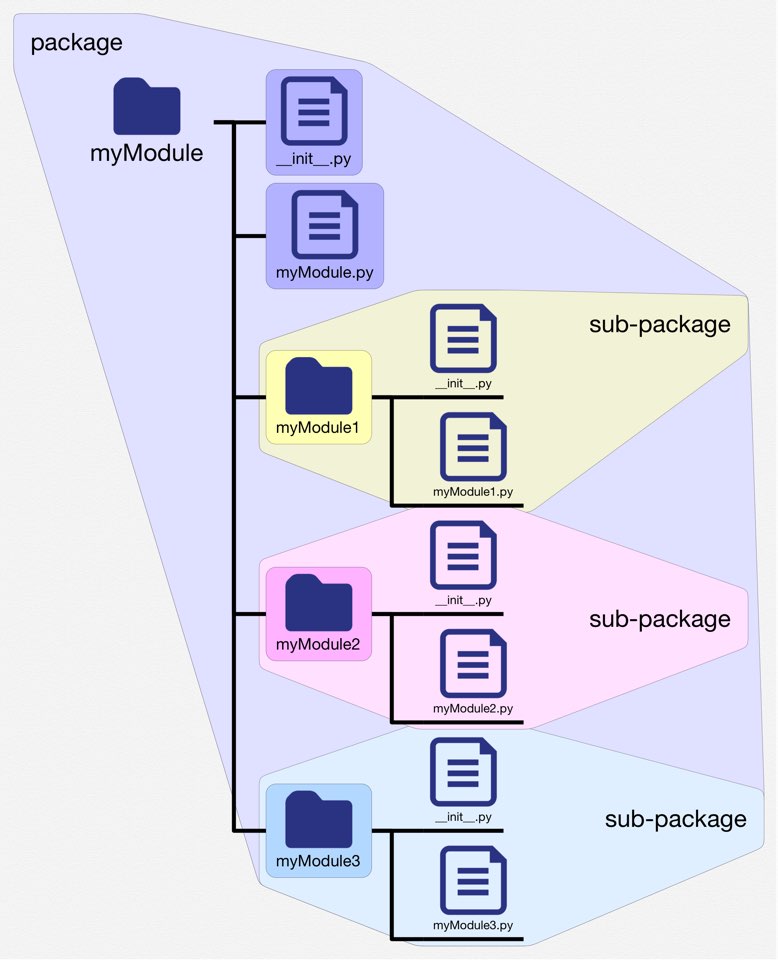 package
myModule
__init__.py
myModule.py
sub-package
__init__.py
myModule1
myModule1.py
__init__.py
sub-package
myModule2
myModule2.py
__init__.py
sub-package
myModule3
myModule3.py